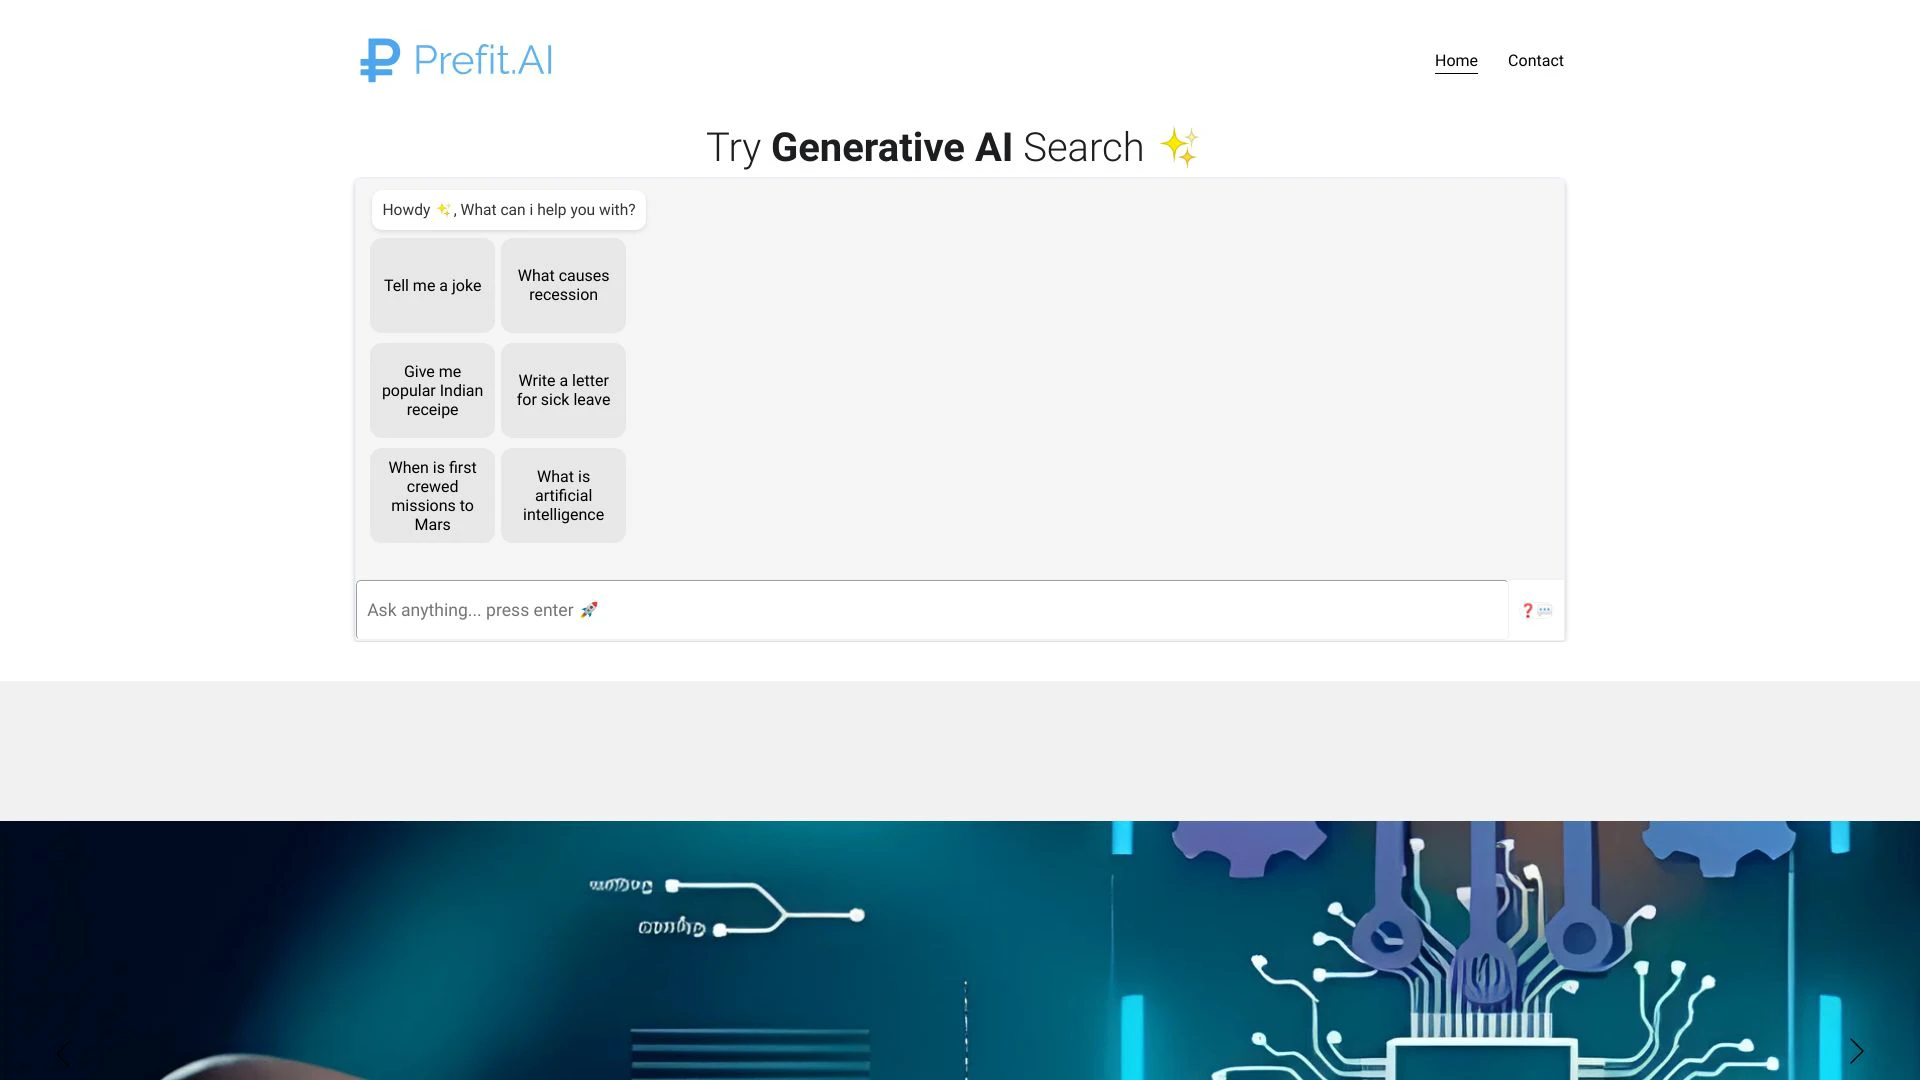 Prefit.AI
Home
Contact
Try Generative AI Search ✨
Howdy ✨, What can i help you with?
Tell me a joke
What causes
recession
Give me
popular Indian
receipe
Write a letter
for sick leave
When is first
crewed
missions to
Mars
What is
artificial
intelligence
Ask anything... press enter 🚀
❓💬